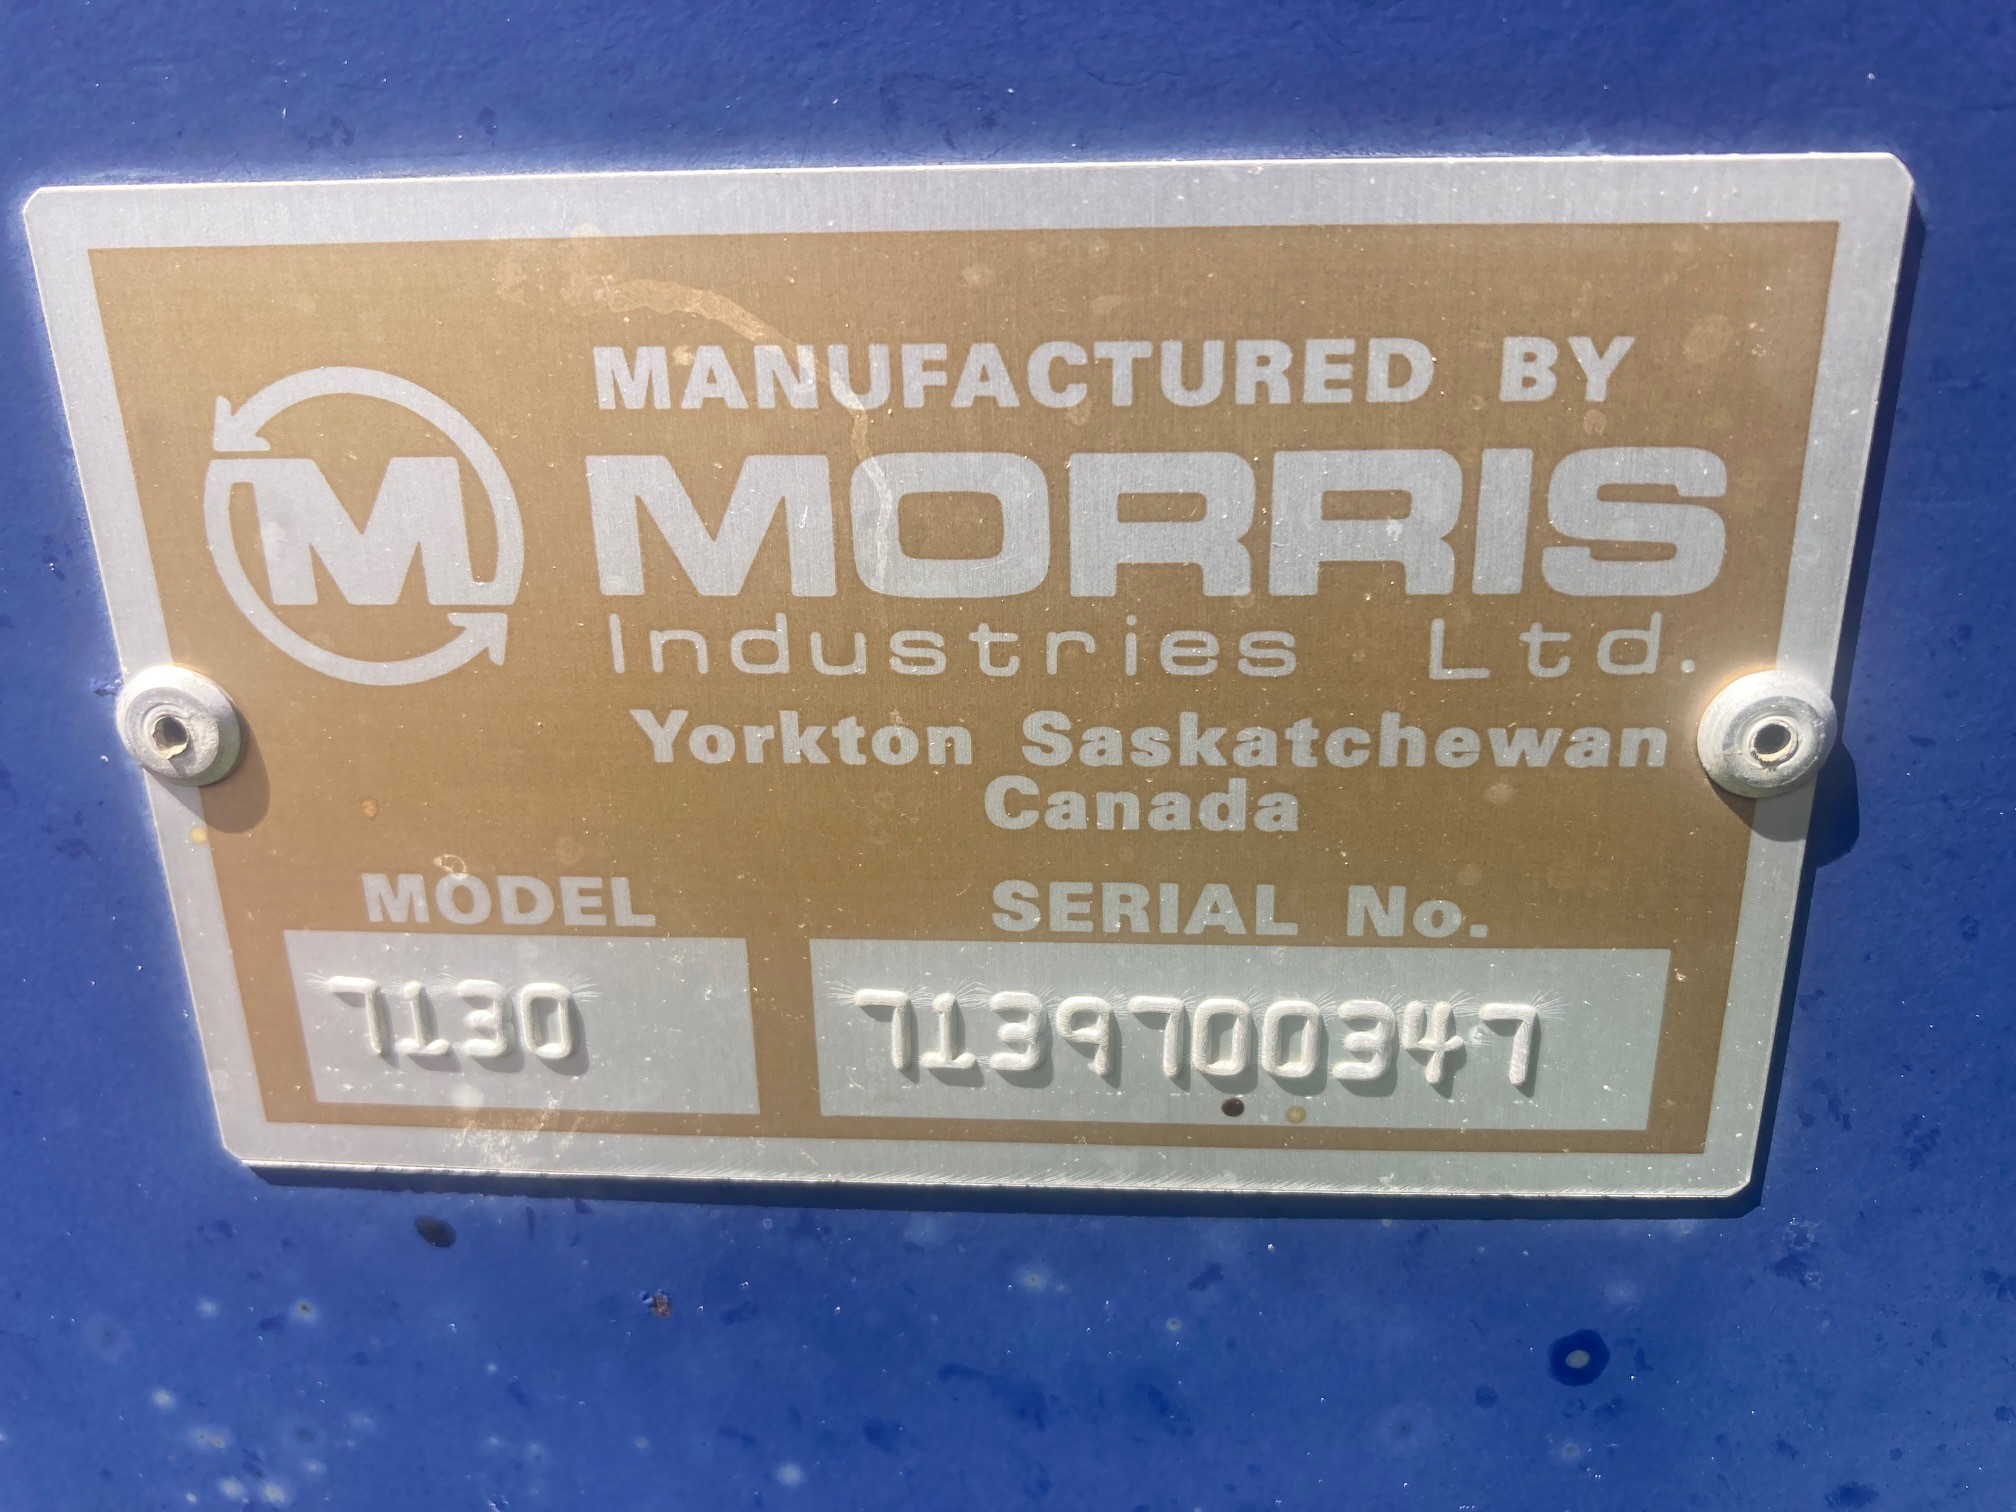 MANUFACTURED BY
M
MORRIS
Industries Ltd.
Yorkton Saskatchewan
Canada
MODEL SERIAL No.
7130 7139700347